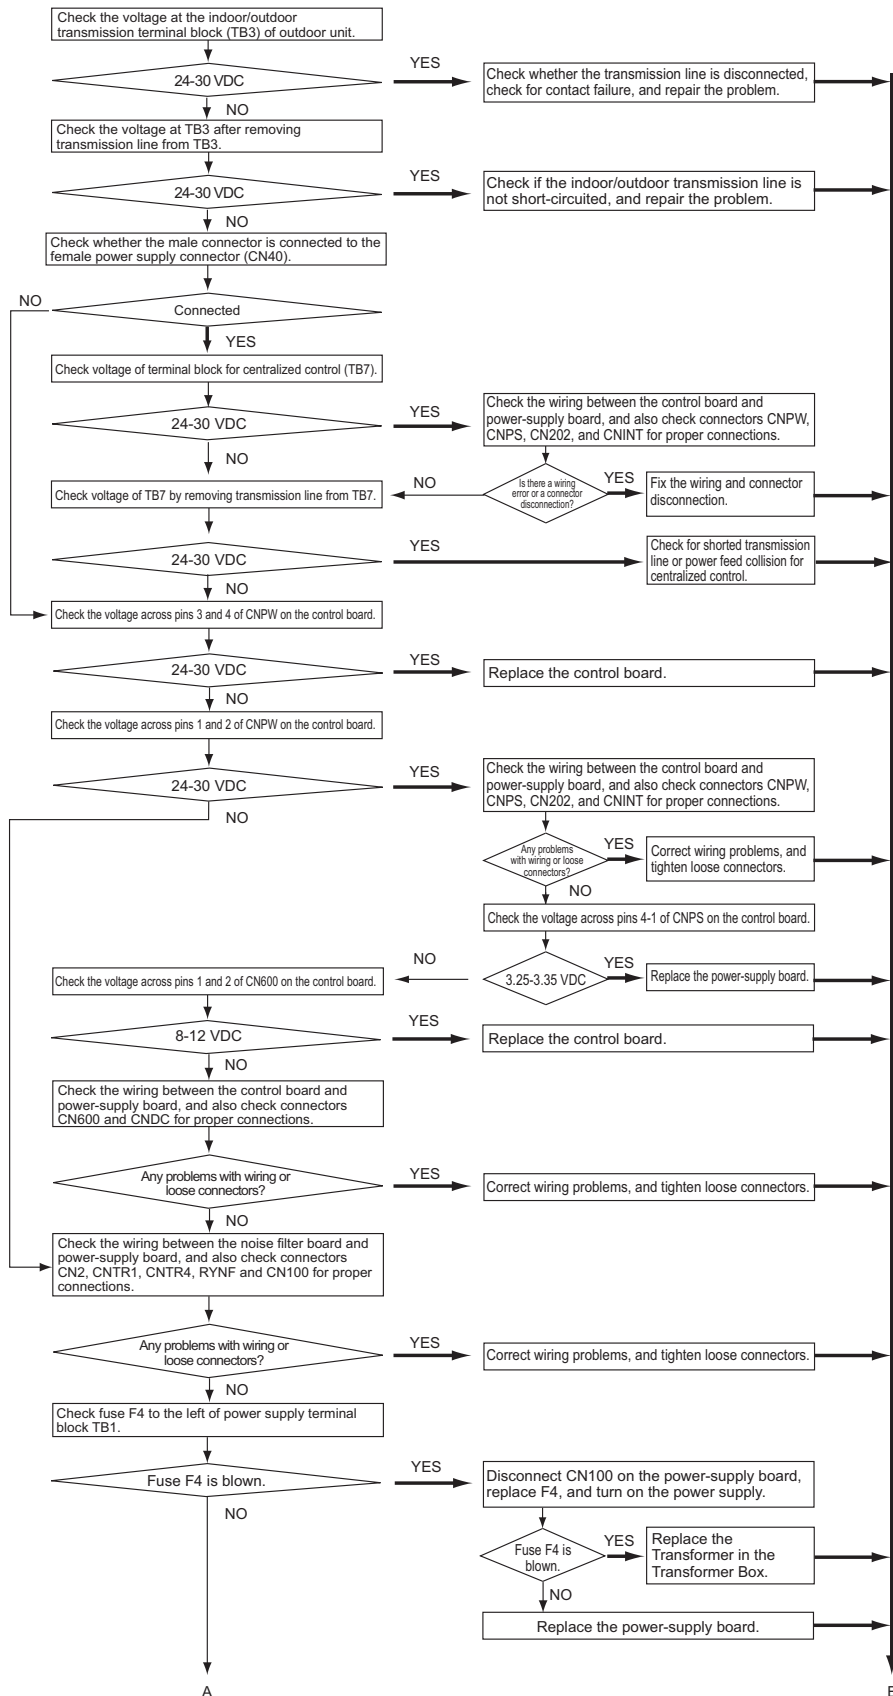 Check the voltage at the indoor/outdoor
transmission terminal block (TB3) of outdoor unit.
24-30 VDC
YES
Check whether the transmission line is disconnected,
check for contact failure, and repair the problem.
NO
Check the voltage at TB3 after removing
transmission line from TB3.
24-30 VDC
YES
Check if the indoor/outdoor transmission line is
not short-circuited, and repair the problem.
NO
Check whether the male connector is connected to the
female power supply connector (CN40).
NO
Connected
YES
Check voltage of terminal block for centralized control (TB7).
24-30 VDC
YES
Check the wiring between the control board and
power-supply board, and also check connectors CNPW,
CNPS, CN202, and CNINT for proper connections.
NO
Is there a wiring
error or a connector
disconnection?
YES
Fix the wiring and connector
disconnection.
NO
Check voltage of TB7 by removing transmission line from TB7.
24-30 VDC
YES
Check for shorted transmission
line or power feed collision for
centralized control.
NO
Check the voltage across pins 3 and 4 of CNPW on the control board.
24-30 VDC
YES
Replace the control board.
NO
Check the voltage across pins 1 and 2 of CNPW on the control board.
24-30 VDC
YES
Check the wiring between the control board and
power-supply board, and also check connectors CNPW,
CNPS, CN202, and CNINT for proper connections.
NO
Any problems
with wiring or loose
connectors?
YES
Correct wiring problems, and
tighten loose connectors.
NO
Check the voltage across pins 4-1 of CNPS on the control board.
3.25-3.35 VDC
YES
Replace the power-supply board.
NO
Check the voltage across pins 1 and 2 of CN600 on the control board.
8-12 VDC
YES
Replace the control board.
NO
Check the wiring between the control board and
power-supply board, and also check connectors
CN600 and CNDC for proper connections.
Any problems with wiring or
loose connectors?
YES
Correct wiring problems, and tighten loose connectors.
NO
Check the wiring between the noise filter board and
power-supply board, and also check connectors
CN2, CNTR1, CNTR4, RYNF and CN100 for proper
connections.
Any problems with wiring or
loose connectors?
YES
Correct wiring problems, and tighten loose connectors.
NO
Check fuse F4 to the left of power supply terminal
block TB1.
Fuse F4 is blown.
YES
Disconnect CN100 on the power-supply board,
replace F4, and turn on the power supply.
NO
Fuse F4 is
blown.
YES
Replace the
Transformer in the
Transformer Box.
NO
Replace the power-supply board.
A